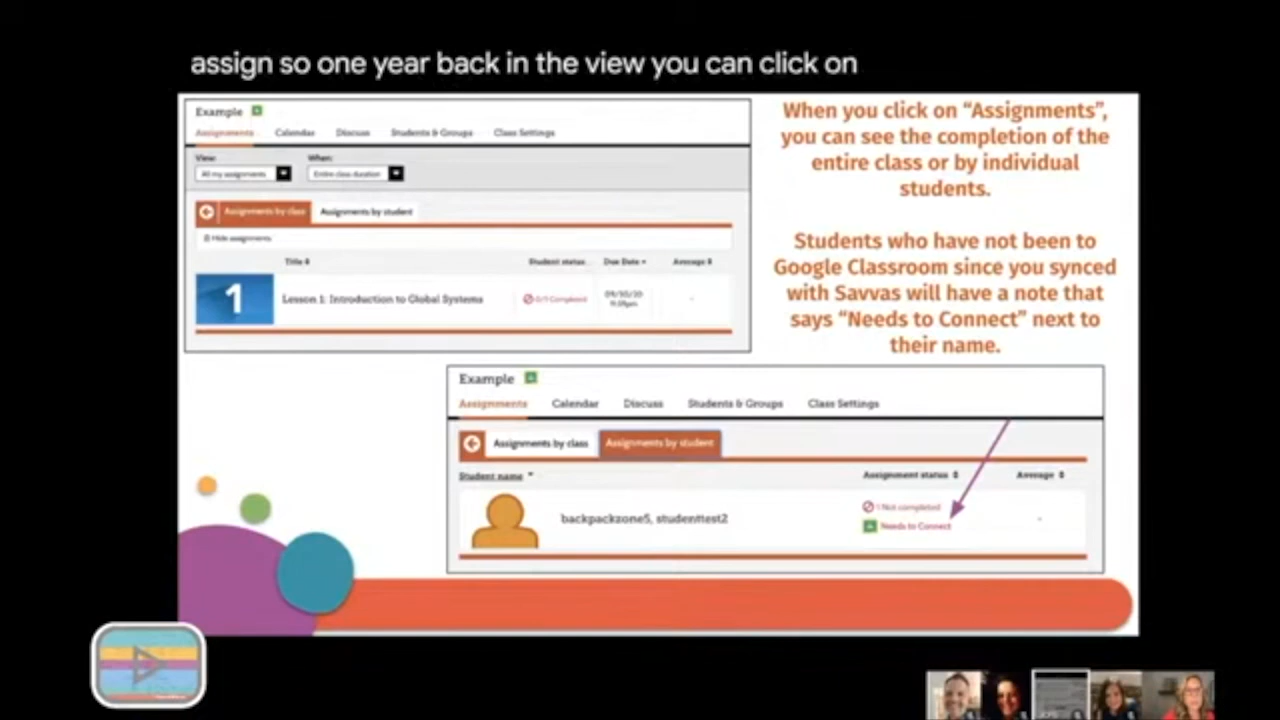 assign so one year back in the view you can click on
Example
Assignments Calendar Discuss Students & Groups Class Settings
View: When:
All my assignments Entire class duration
Assignments by class Assignments by student
Hide assignments
Title Student status Due Date Average
1 Lesson 1: Introduction to Global Systems 0/1 Completed 09/30/20
11:59pm
When you click on “Assignments”,
you can see the completion of the
entire class or by individual
students.
Students who have not been to
Google Classroom since you synced
with Savvas will have a note that
says “Needs to Connect” next to
their name.
Example
Assignments Calendar Discuss Students & Groups Class Settings
Assignments by class Assignments by student
Student name Assignment status Average
backpackzone5, studenttest2 1 Not completed -
Needs to Connect